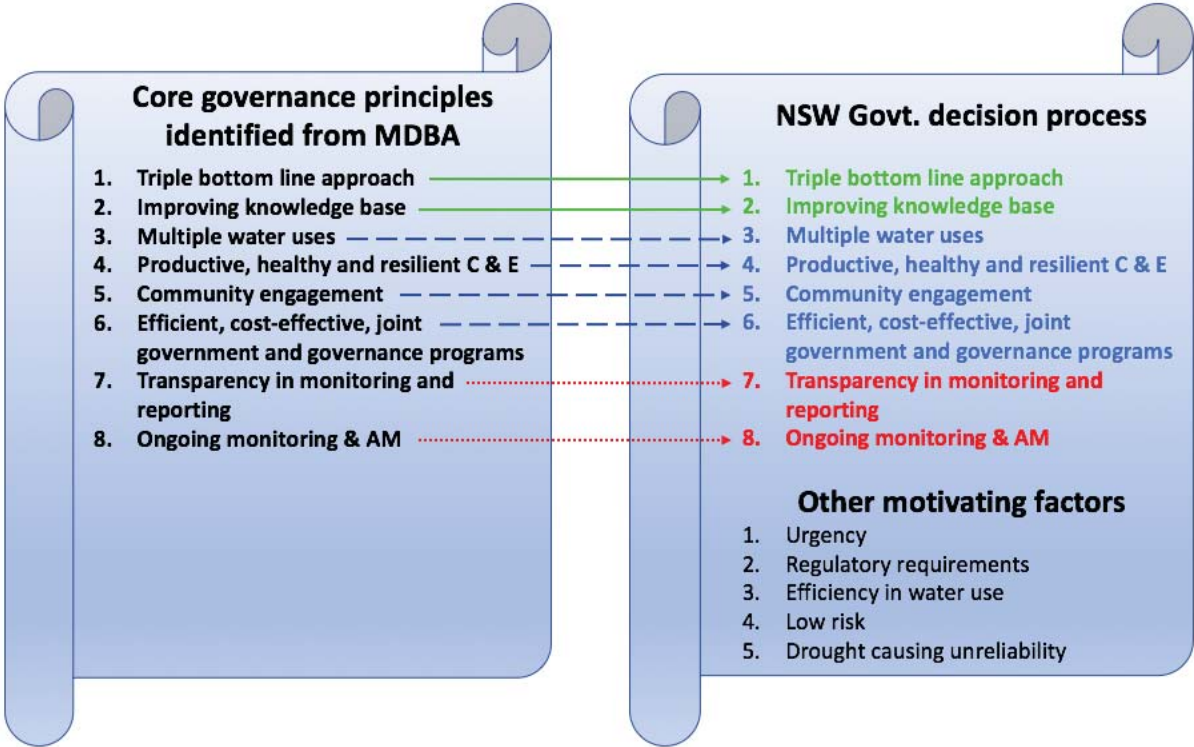 Core governance principles
identified from MDBA
1. Triple bottom line approach
2. Improving knowledge base
3. Multiple water uses
4. Productive, healthy and resilient C & E
5. Community engagement
6. Efficient, cost-effective, joint
government and governance programs
7. Transparency in monitoring and
reporting
8. Ongoing monitoring & AM
NSW Govt. decision process
1. Triple bottom line approach
2. Improving knowledge base
3. Multiple water uses
4. Productive, healthy and resilient C & E
5. Community engagement
6. Efficient, cost-effective, joint
government and governance programs
7. Transparency in monitoring and
reporting
8. Ongoing monitoring & AM
Other motivating factors
1. Urgency
2. Regulatory requirements
3. Efficiency in water use
4. Low risk
5. Drought causing unreliability